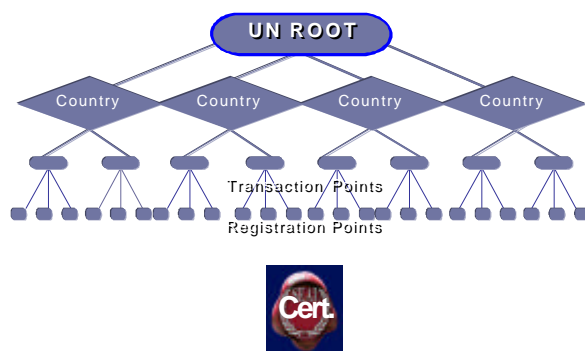 UN ROOT
Country Country Country Country
Transaction Points
Registration Points
Cert.